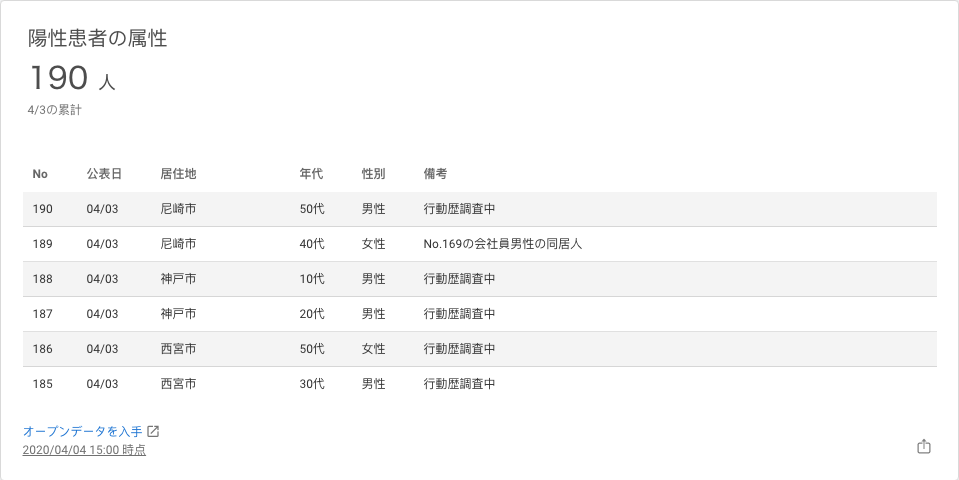 陽性患者の属性
190 人
4/3の累計
No 公表日 居住地 年代 性別 備考
190 04/03 尼崎市 50代 男性 行動歴調査中
189 04/03 尼崎市 40代 女性 No.169の会社員男性の同居人
188 04/03 神戸市 10代 男性 行動歴調査中
187 04/03 神戸市 20代 男性 行動歴調査中
186 04/03 西宮市 50代 女性 行動歴調査中
185 04/03 西宮市 30代 男性 行動歴調査中
オープンデータを入手
2020/04/04 15:00 時点